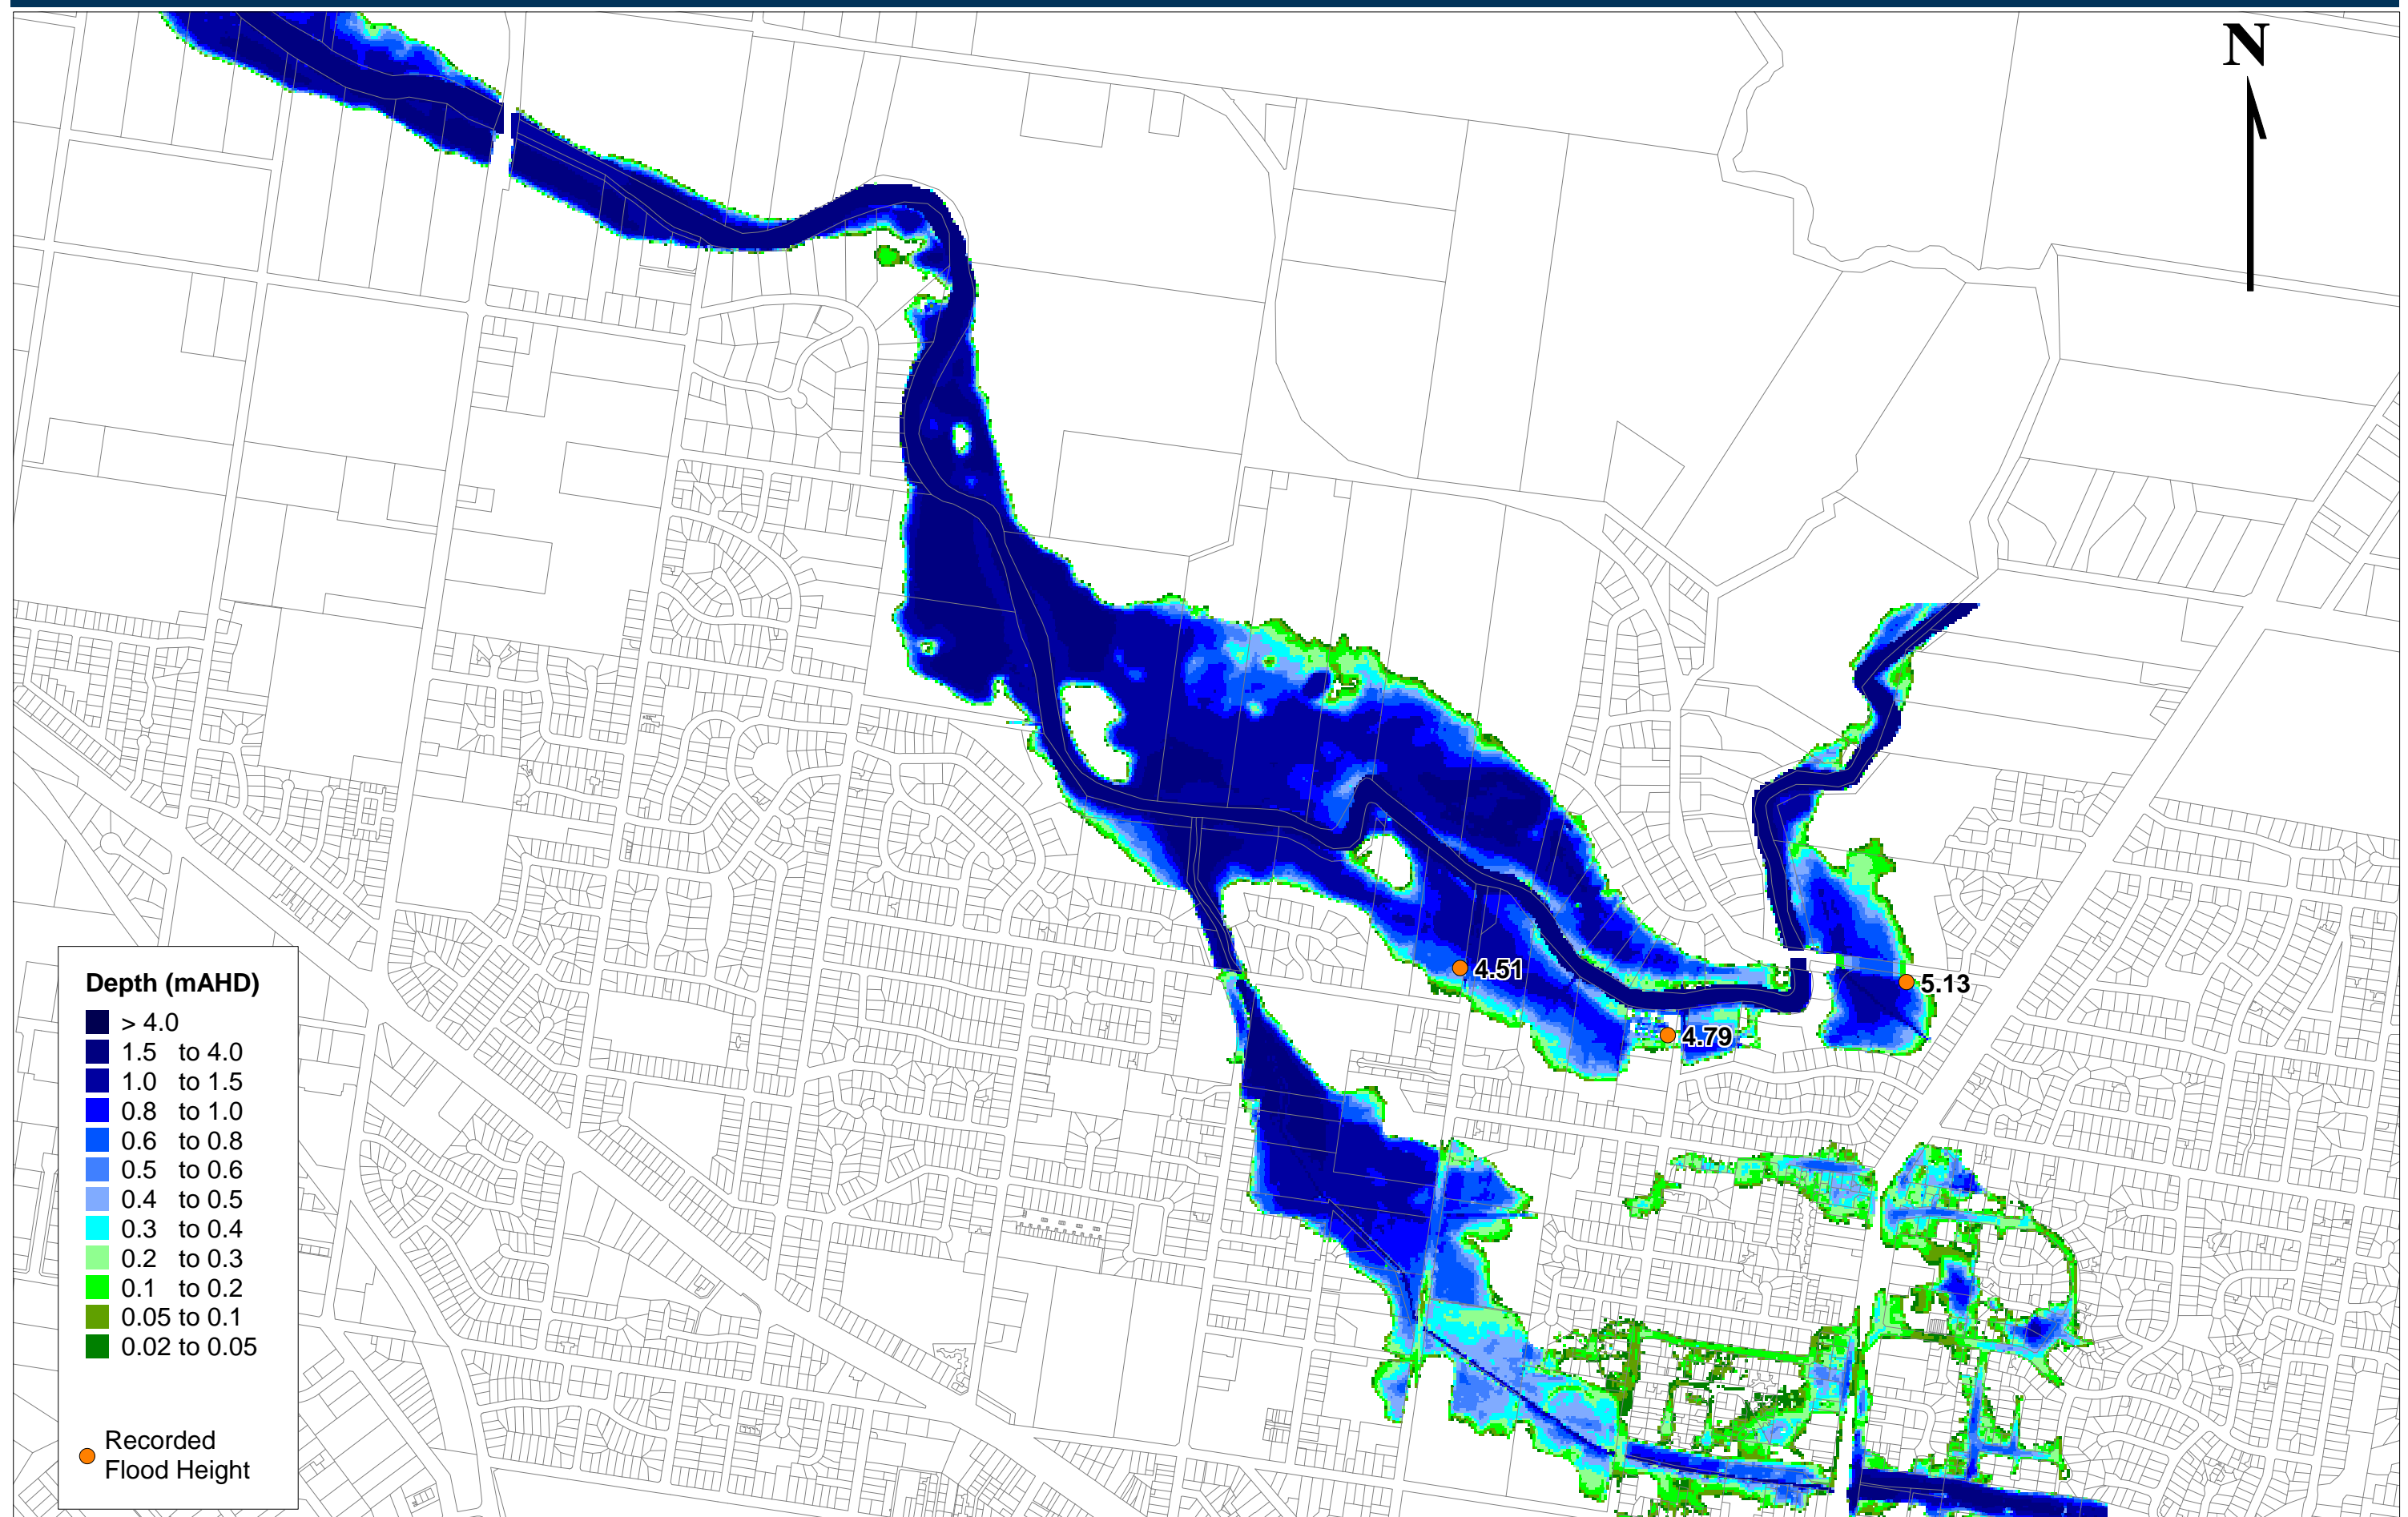 N
4.51
5.13
4.79
Depth (mAHD)
> 4.0
1.5 to 4.0
1.0 to 1.5
0.8 to 1.0
0.6 to 0.8
0.5 to 0.6
0.4 to 0.5
0.3 to 0.4
0.2 to 0.3
0.1 to 0.2
0.05 to 0.1
0.02 to 0.05
Recorded
Flood Height